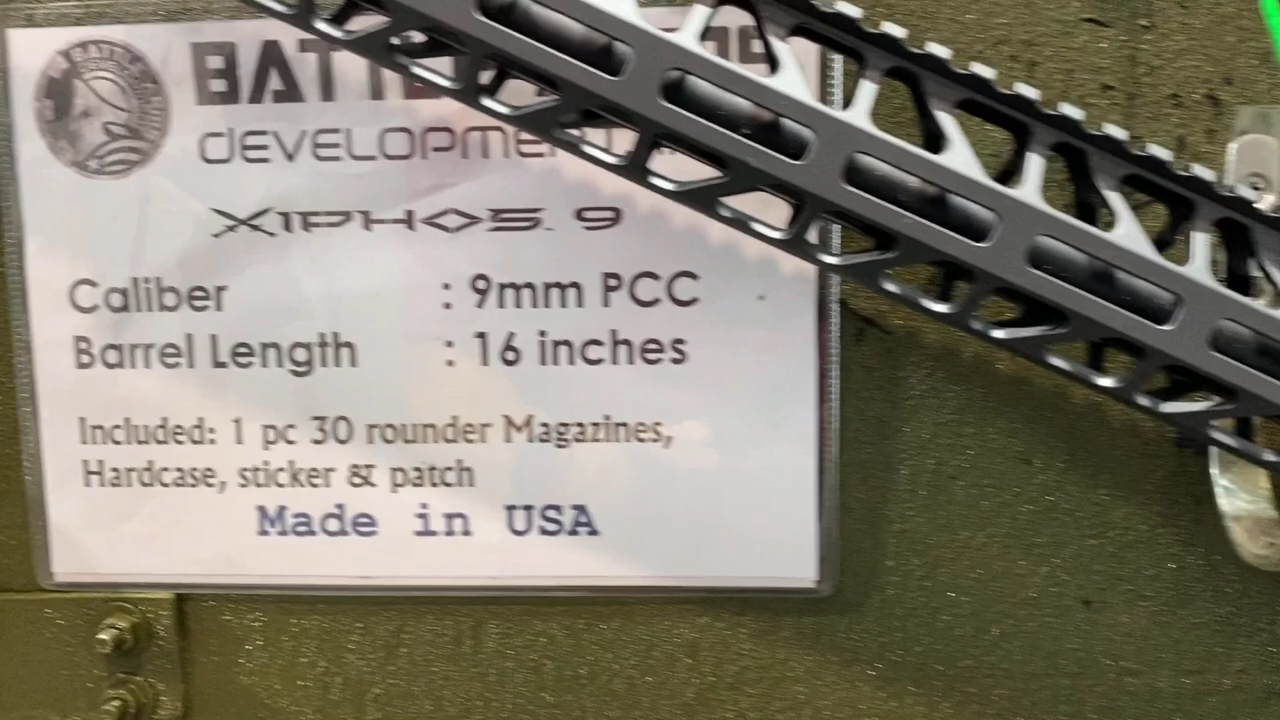 BATTLE
DEVELOPMENT
XIPHOS. 9
Caliber : 9mm PCC
Barrel Length : 16 inches
Included: 1 pc 30 rounder Magazines,
Hardcase, sticker & patch
Made in USA